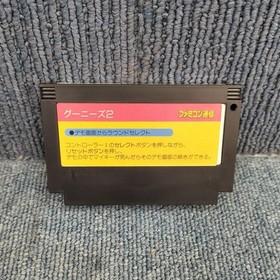 グーニーズ2 ファミコン通信
●デモ画面からラウンドセレクト
コントローラーIのセレクトボタンを押しながら、
リセットボタンを押し、
デモの中でマイキーが死んだらそのデモ画面の続きができる。